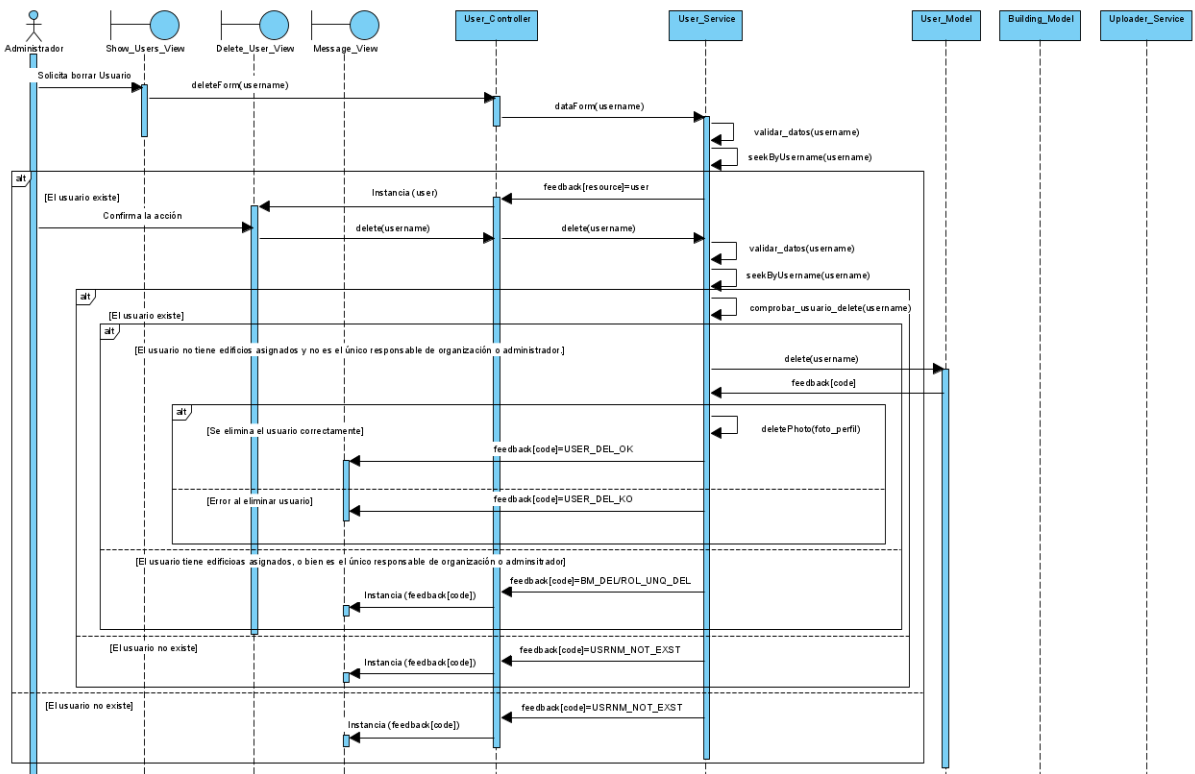 User_Controller
User_Service
User_Model
Building_Model
Uploader_Service
Administrador
Show_Users_View
Delete_User_View
Message_View
Solicita borrar Usuario
deleteForm(username)
dataForm(username)
validar_datos(username)
seekByUsername(username)
alt
[El usuario existe]
feedback[resource]=user
Instancia (user)
Confirma la acción
delete(username)
delete(username)
validar_datos(username)
seekByUsername(username)
alt
[El usuario existe]
comprobar_usuario_delete(username)
alt
[El usuario no tiene edificios asignados y no es el único responsable de organización o administrador.]
delete(username)
feedback[code]
alt
[Se elimina el usuario correctamente]
deletePhoto(foto_perfil)
feedback[code]=USER_DEL_OK
[Error al eliminar usuario]
feedback[code]=USER_DEL_KO
[El usuario tiene edificioas asignados, o bien es el único responsable de organización o adminsitrador]
feedback[code]=BM_DEL/ROL_UNQ_DEL
Instancia (feedback[code])
[El usuario no existe]
feedback[code]=USRNM_NOT_EXST
Instancia (feedback[code])
[El usuario no existe]
feedback[code]=USRNM_NOT_EXST
Instancia (feedback[code])